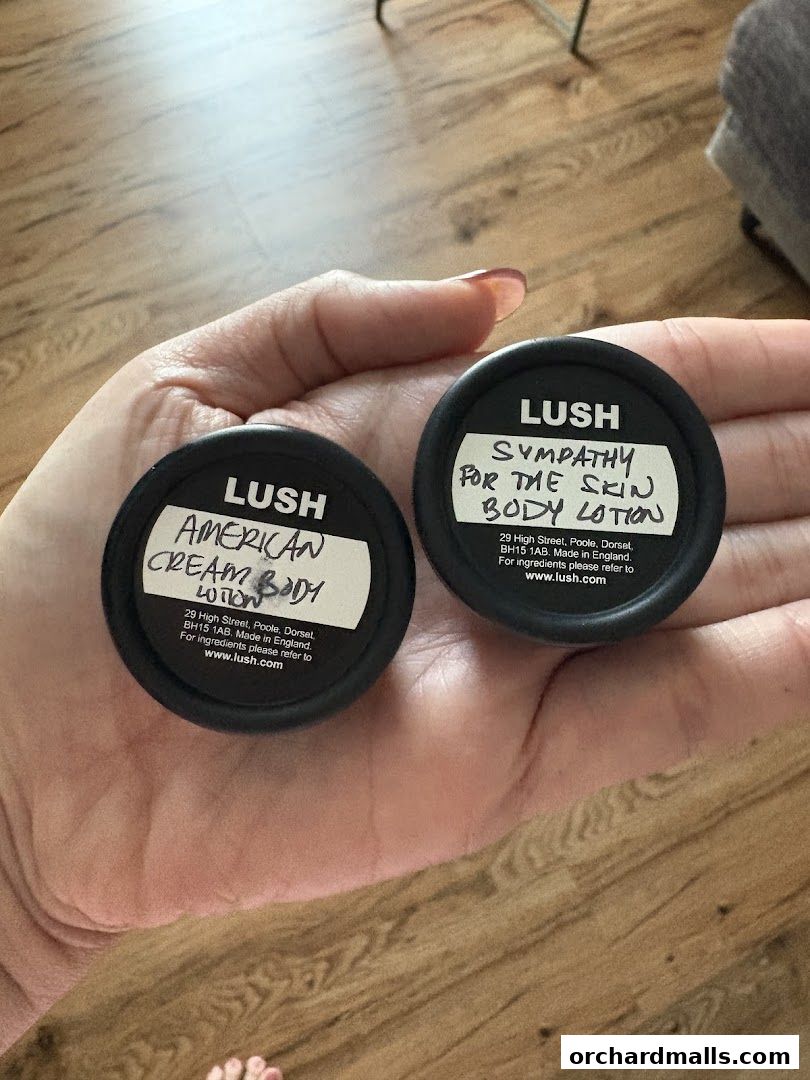 LUSH
AMERICAN
CREAM BODY
LOTION
29 High Street, Poole, Dorset,
BH15 1AB. Made in England.
For ingredients please refer to
www.lush.com
LUSH
SYMPATHY
FOR THE SKIN
BODY LOTION
29 High Street, Poole, Dorset,
BH15 1AB. Made in England.
For ingredients please refer to
www.lush.com
orchardmalls.com